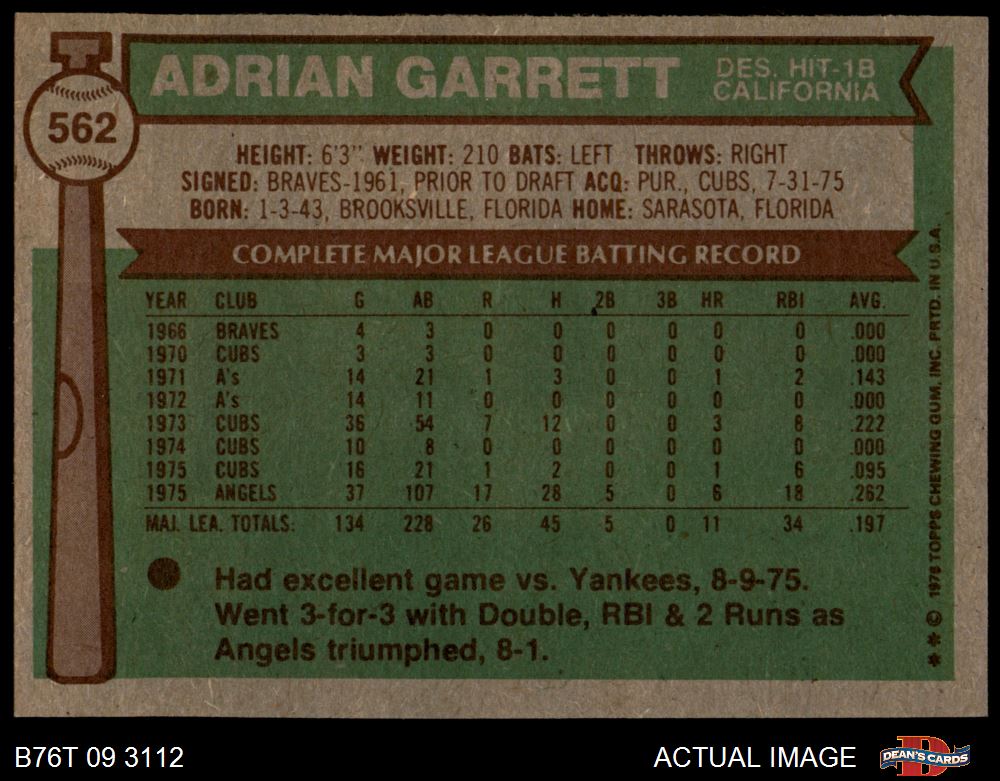 562
ADRIAN GARRETT
DES. HIT-1B
CALIFORNIA
HEIGHT: 6'3" WEIGHT: 210 BATS: LEFT THROWS: RIGHT
SIGNED: BRAVES-1961, PRIOR TO DRAFT ACQ: PUR., CUBS, 7-31-75
BORN: 1-3-43, BROOKSVILLE, FLORIDA HOME: SARASOTA, FLORIDA
COMPLETE MAJOR LEAGUE BATTING RECORD
YEAR CLUB G AB R H 2B 3B HR RBI AVG.
1966 BRAVES 4 3 0 0 0 0 0 0 .000
1970 CUBS 3 3 0 0 0 0 0 0 .000
1971 A's 14 21 1 3 0 0 1 2 .143
1972 A's 14 11 0 0 0 0 0 0 .000
1973 CUBS 36 54 7 12 0 0 3 8 .222
1974 CUBS 10 8 0 0 0 0 0 0 .000
1975 CUBS 16 21 1 2 0 0 1 6 .095
1975 ANGELS 37 107 17 28 5 0 6 18 .262
MAJ. LEA. TOTALS: 134 228 26 45 5 0 11 34 .197
Had excellent game vs. Yankees, 8-9-75.
Went 3-for-3 with Double, RBI & 2 Runs as
Angels triumphed, 8-1.
** © 1976 TOPPS CHEWING GUM, INC. PRTD. IN U.S.A.
B76T 09 3112
ACTUAL IMAGE
DEAN'S CARDS